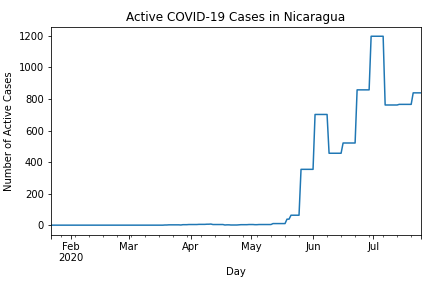 Active COVID-19 Cases in Nicaragua
Number of Active Cases
1200
1000
800
600
400
200
0
Feb Mar Apr May Jun Jul
2020
Day